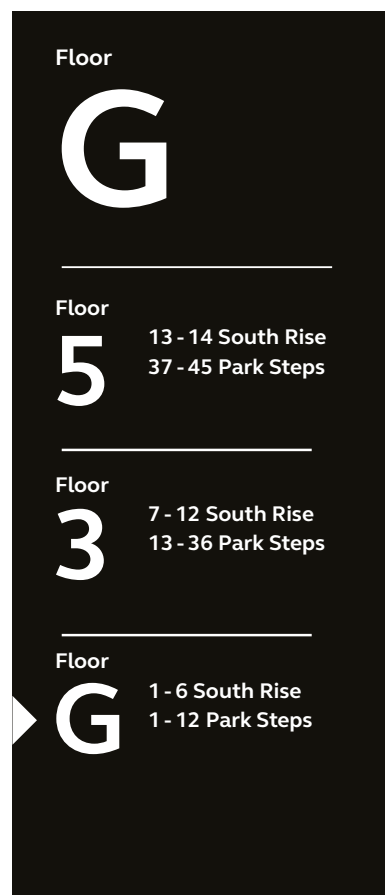 Floor
G
Floor
5
13 - 14 South Rise
37 - 45 Park Steps
Floor
3
7 - 12 South Rise
13 - 36 Park Steps
Floor
G
1 - 6 South Rise
1 - 12 Park Steps